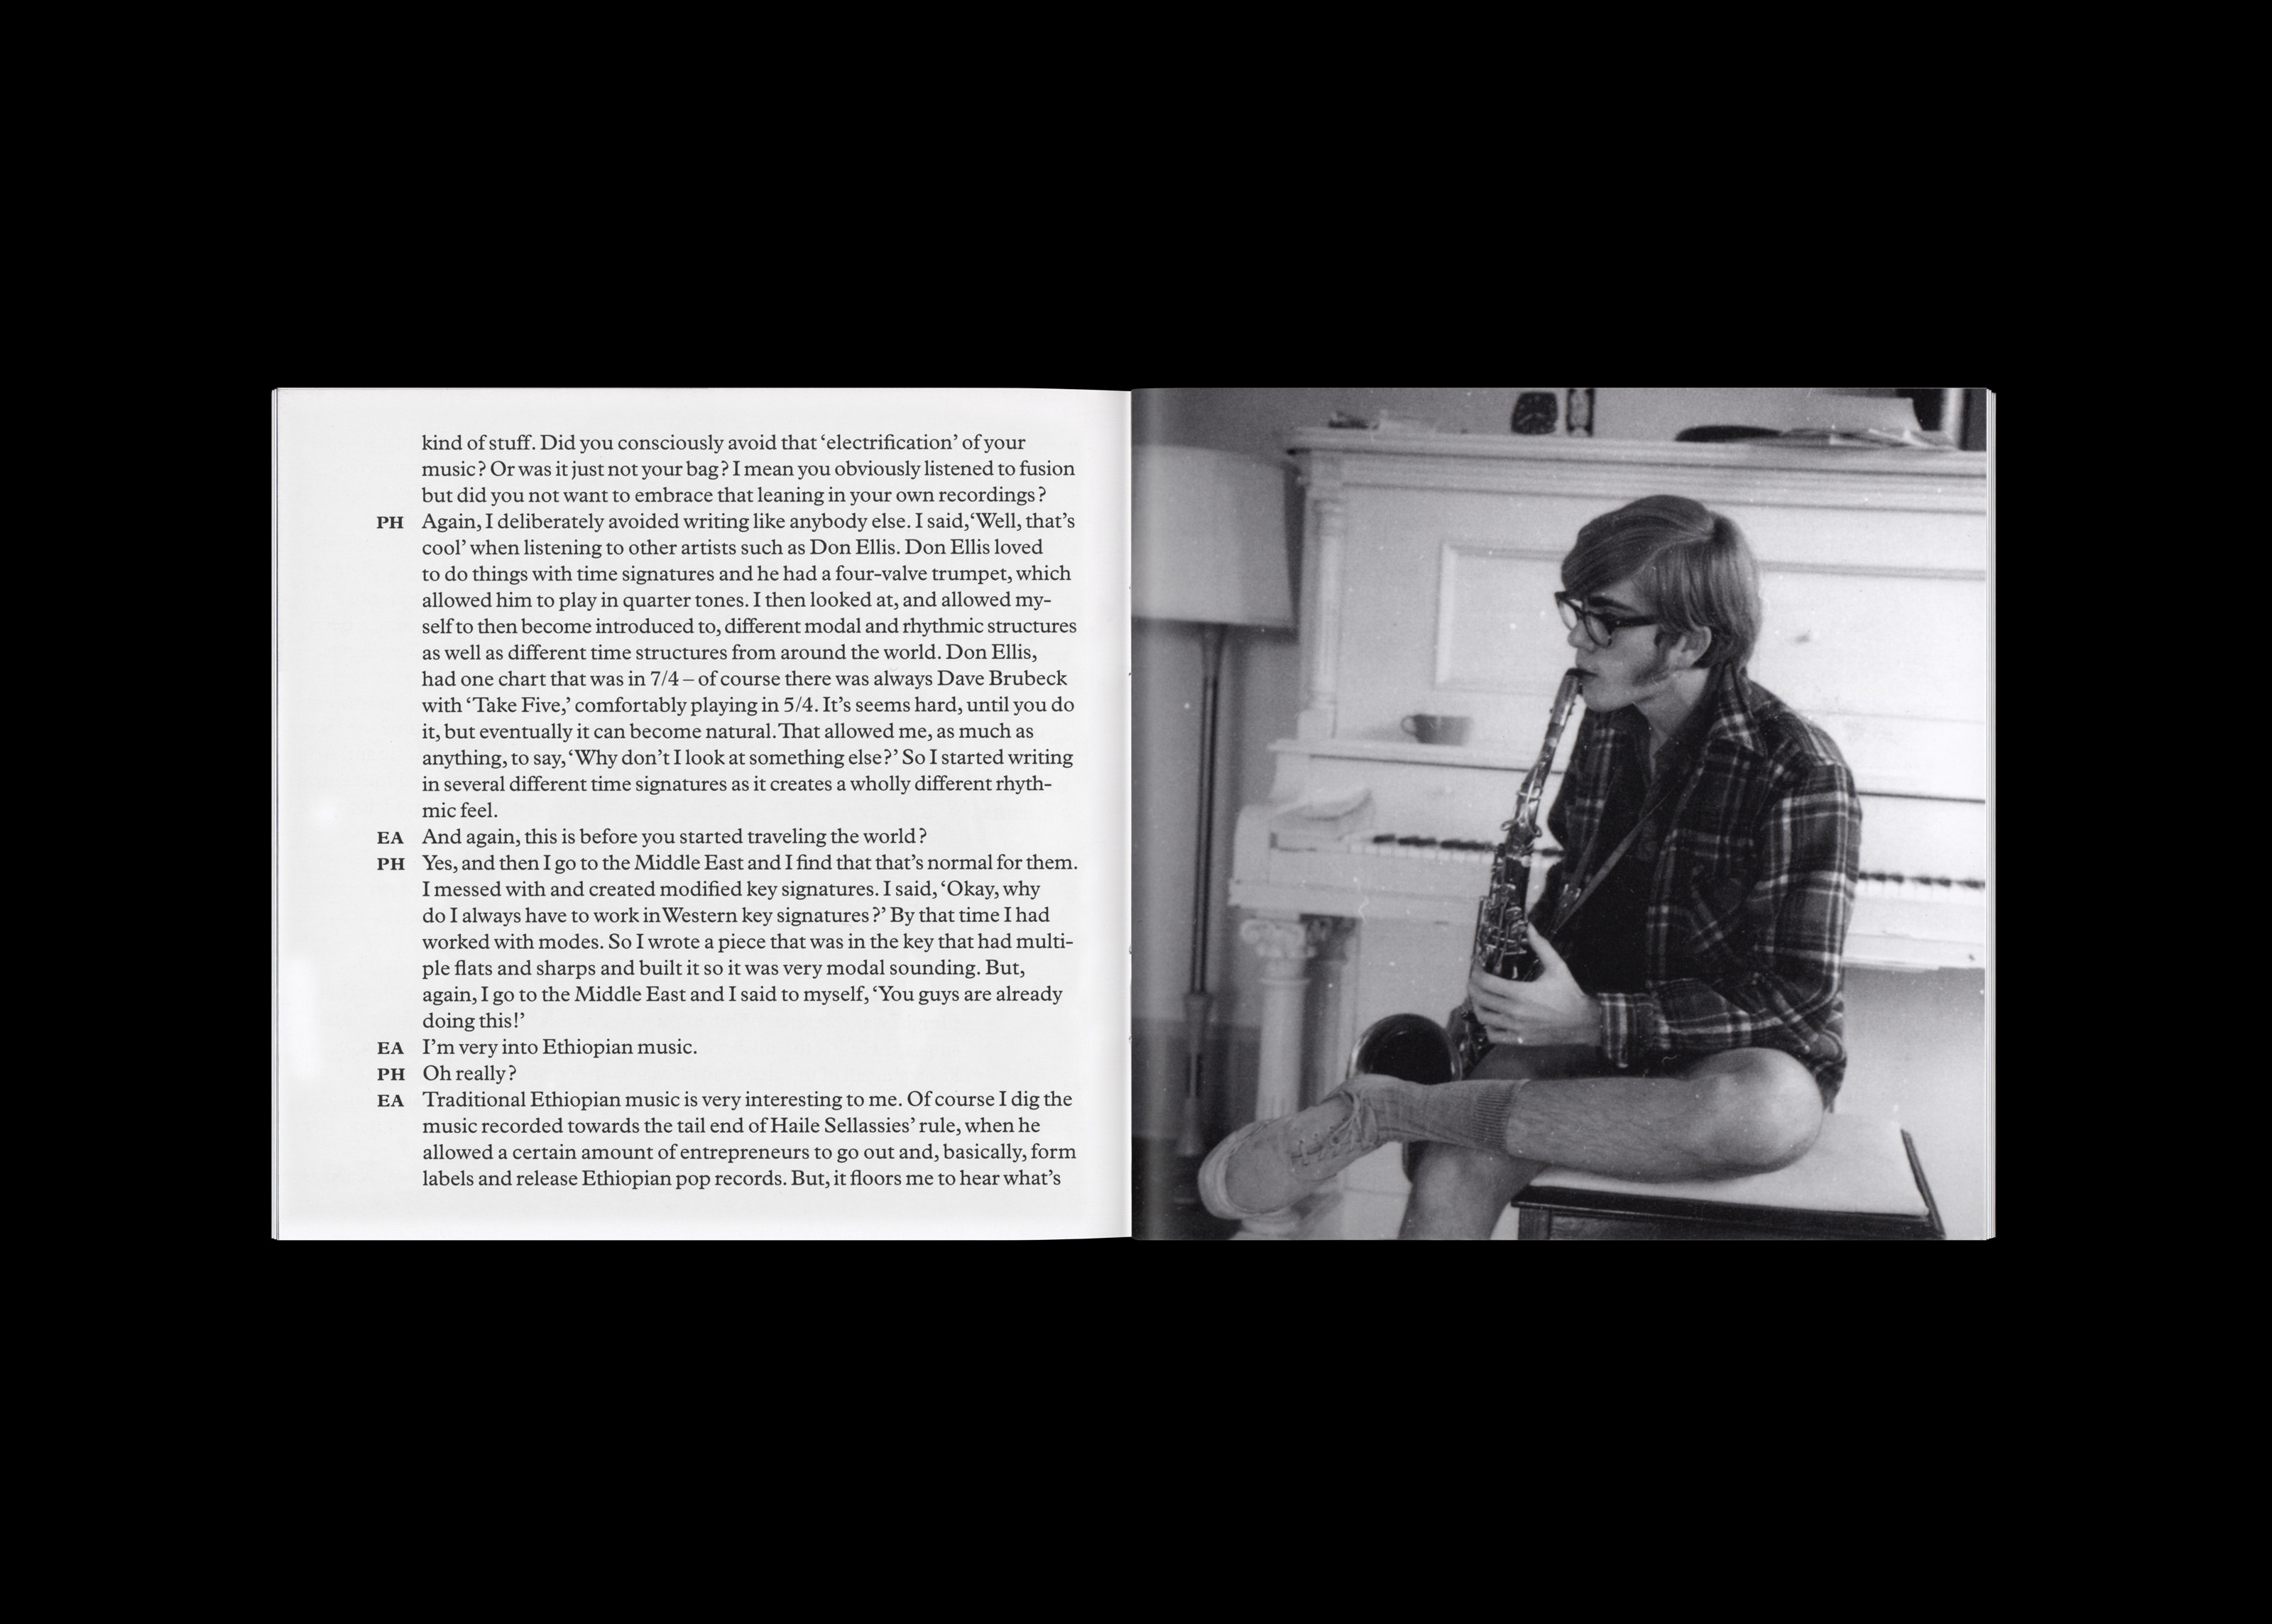 kind of stuff. Did you consciously avoid that ‘electrification’ of your
music? Or was it just not your bag? I mean you obviously listened to fusion
but did you not want to embrace that leaning in your own recordings?
PH Again, I deliberately avoided writing like anybody else. I said, ‘Well, that’s
cool’ when listening to other artists such as Don Ellis. Don Ellis loved
to do things with time signatures and he had a four-valve trumpet, which
allowed him to play in quarter tones. I then looked at, and allowed my-
self to then become introduced to, different modal and rhythmic structures
as well as different time structures from around the world. Don Ellis,
had one chart that was in 7/4 – of course there was always Dave Brubeck
with ‘Take Five,’ comfortably playing in 5/4. It’s seems hard, until you do
it, but eventually it can become natural. That allowed me, as much as
anything, to say, ‘Why don’t I look at something else?’ So I started writing
in several different time signatures as it creates a wholly different rhyth-
mic feel.
EA And again, this is before you started traveling the world?
PH Yes, and then I go to the Middle East and I find that that’s normal for them.
I messed with and created modified key signatures. I said, ‘Okay, why
do I always have to work in Western key signatures?’ By that time I had
worked with modes. So I wrote a piece that was in the key that had multi-
ple flats and sharps and built it so it was very modal sounding. But,
again, I go to the Middle East and I said to myself, ‘You guys are already
doing this!’
EA I’m very into Ethiopian music.
PH Oh really?
EA Traditional Ethiopian music is very interesting to me. Of course I dig the
music recorded towards the tail end of Haile Sellassies’ rule, when he
allowed a certain amount of entrepreneurs to go out and, basically, form
labels and release Ethiopian pop records. But, it floors me to hear what’s